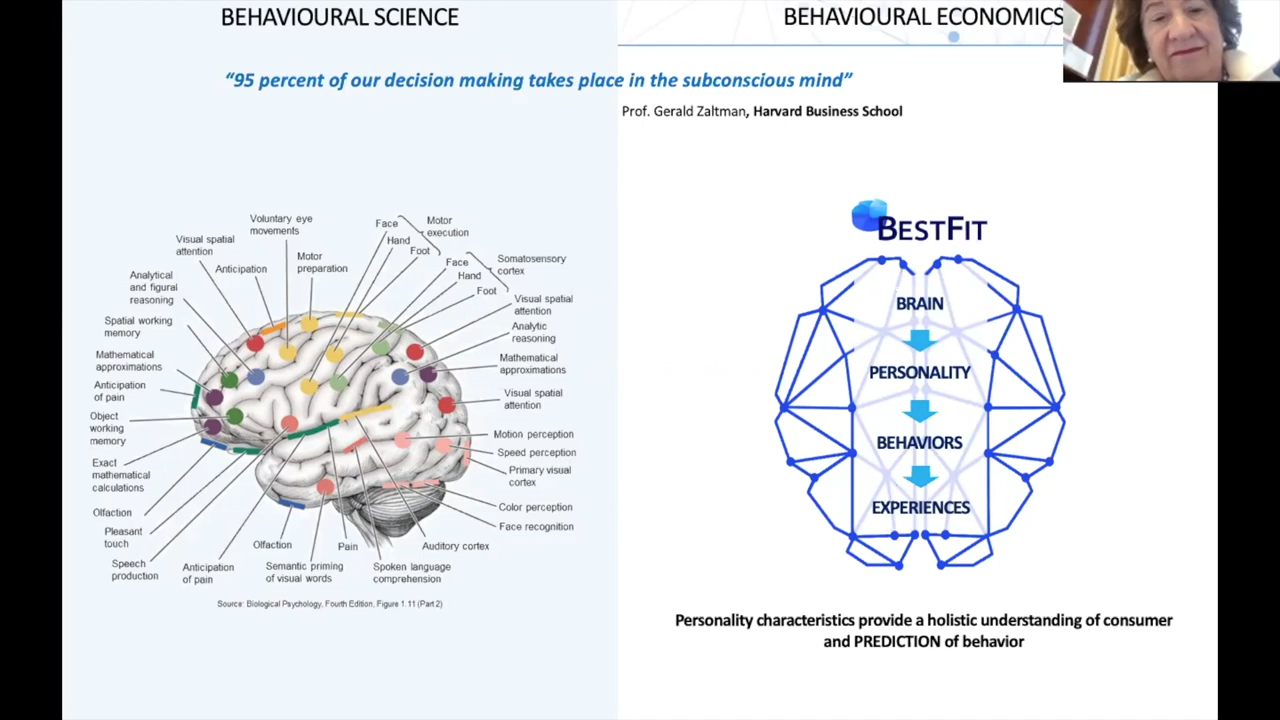 BEHAVIOURAL SCIENCE
BEHAVIOURAL ECONOMICS
“95 percent of our decision making takes place in the subconscious mind”
Prof. Gerald Zaltman, Harvard Business School
Voluntary eye
movements
Face
Motor
execution
Visual spatial
attention
Hand
Foot
Motor
preparation
Anticipation
Face
Somatosensory
cortex
Hand
Foot
Analytical
and figural
reasoning
Visual spatial
attention
Spatial working
memory
Analytic
reasoning
Mathematical
approximations
Mathematical
approximations
Anticipation
of pain
Visual spatial
attention
Object
working
memory
Motion perception
Speed perception
Exact
mathematical
calculations
Primary visual
cortex
Olfaction
Color perception
Pleasant
touch
Face recognition
Speech
production
Anticipation
of pain
Olfaction
Semantic priming
of visual words
Pain
Spoken language
comprehension
Auditory cortex
Source: Biological Psychology, Fourth Edition, Figure 1.11 (Part 2)
BESTFIT
BRAIN
PERSONALITY
BEHAVIORS
EXPERIENCES
Personality characteristics provide a holistic understanding of consumer
and PREDICTION of behavior